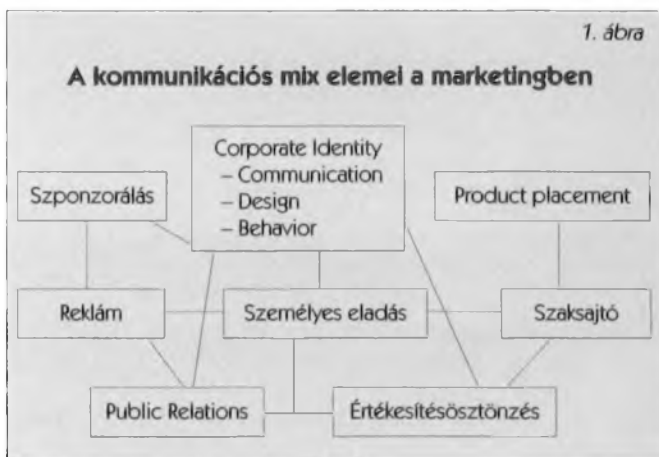 1. ábra
A kommunikációs mix elemei a marketingben
Corporate Identity
– Communication
– Design
– Behavior
Szponzorálás
Product placement
Reklám
Személyes eladás
Szaksajtó
Public Relations
Értékesítésösztönzés